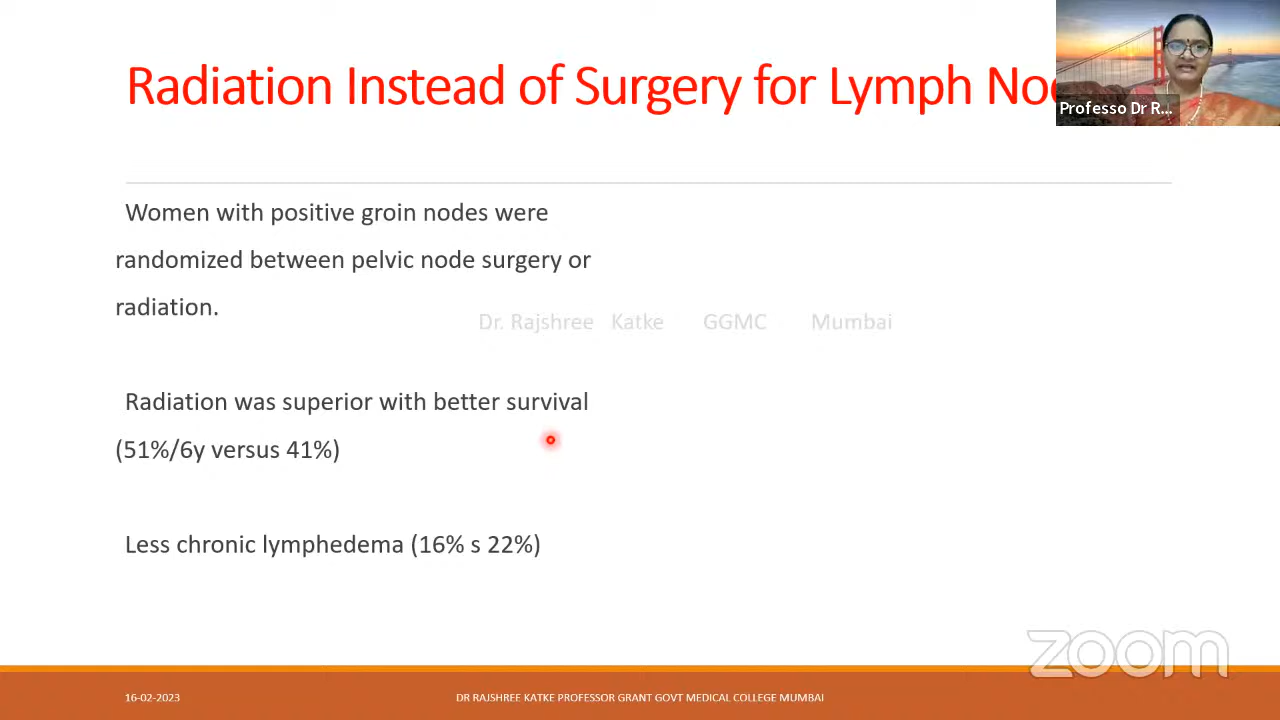 Radiation Instead of Surgery for Lymph
Professo Dr R...
Women with positive groin nodes were
randomized between pelvic node surgery or
radiation.
Dr. Rajshree Katke GGMC Mumbai
Radiation was superior with better survival
(51%/6y versus 41%)
Less chronic lymphedema (16% s 22%)
zoom
16-02-2023
DR RAJSHREE KATKE PROFESSOR GRANT GOVT MEDICAL COLLEGE MUMBAI